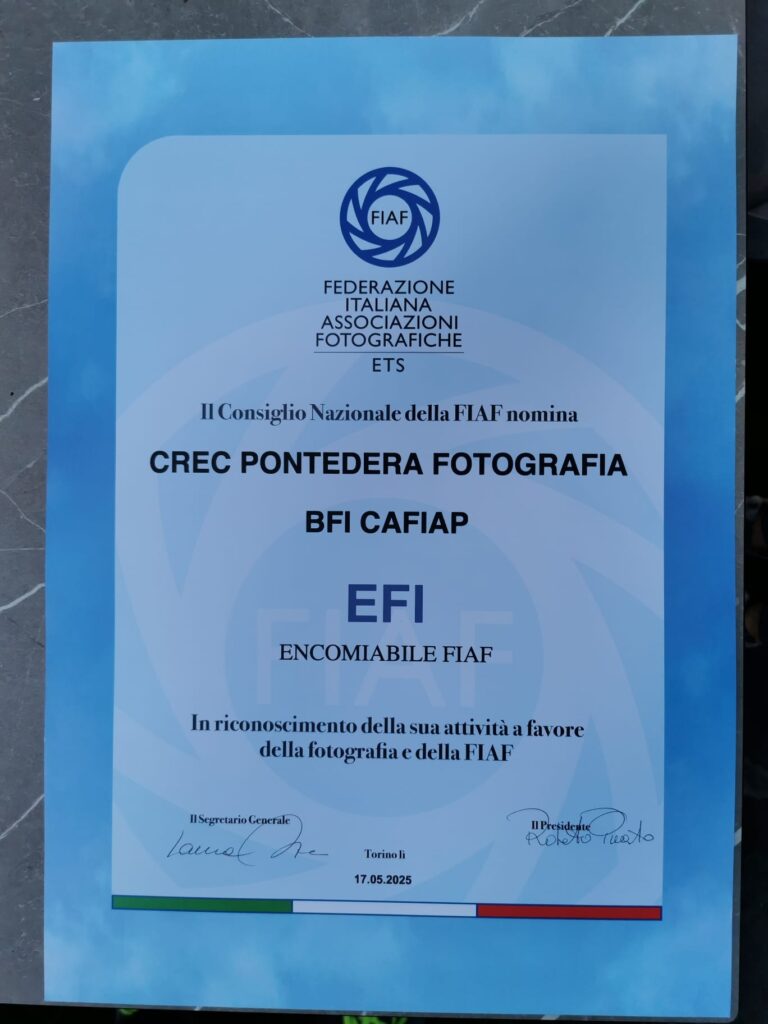 FIAF
FEDERAZIONE
ITALIANA
ASSOCIAZIONI
FOTOGRAFICHE
ETS
Il Consiglio Nazionale della FIAF nomina
CREC PONTEDERA FOTOGRAFIA
BFI CAFIAP
EFI
ENCOMIABILE FIAF
FIAF
In riconoscimento della sua attività a favore
della fotografia e della FIAF
Il Segretario Generale
Il Presidente
Torino lì
17.05.2025